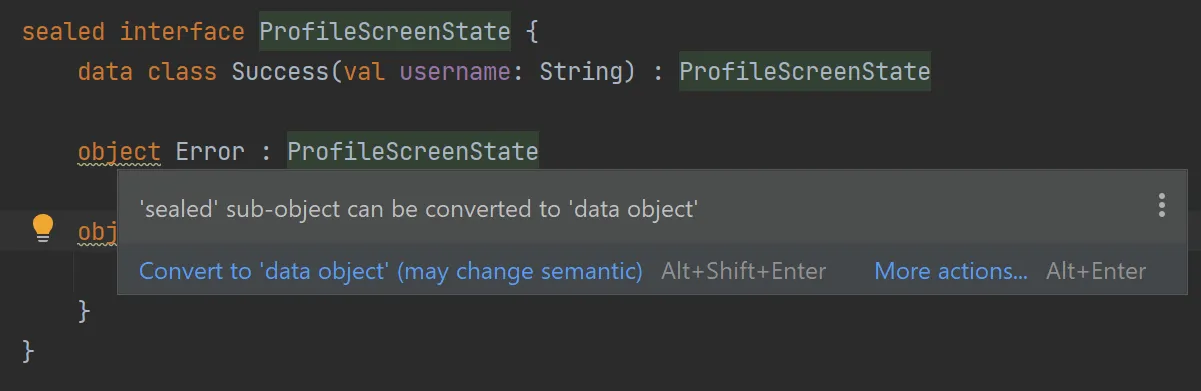 sealed interface ProfileScreenState {
data class Success(val username: String) : ProfileScreenState
object Error : ProfileScreenState
'sealed' sub-object can be converted to 'data object'
obj
Convert to 'data object' (may change semantic) Alt+Shift+Enter More actions... Alt+Enter
}
}